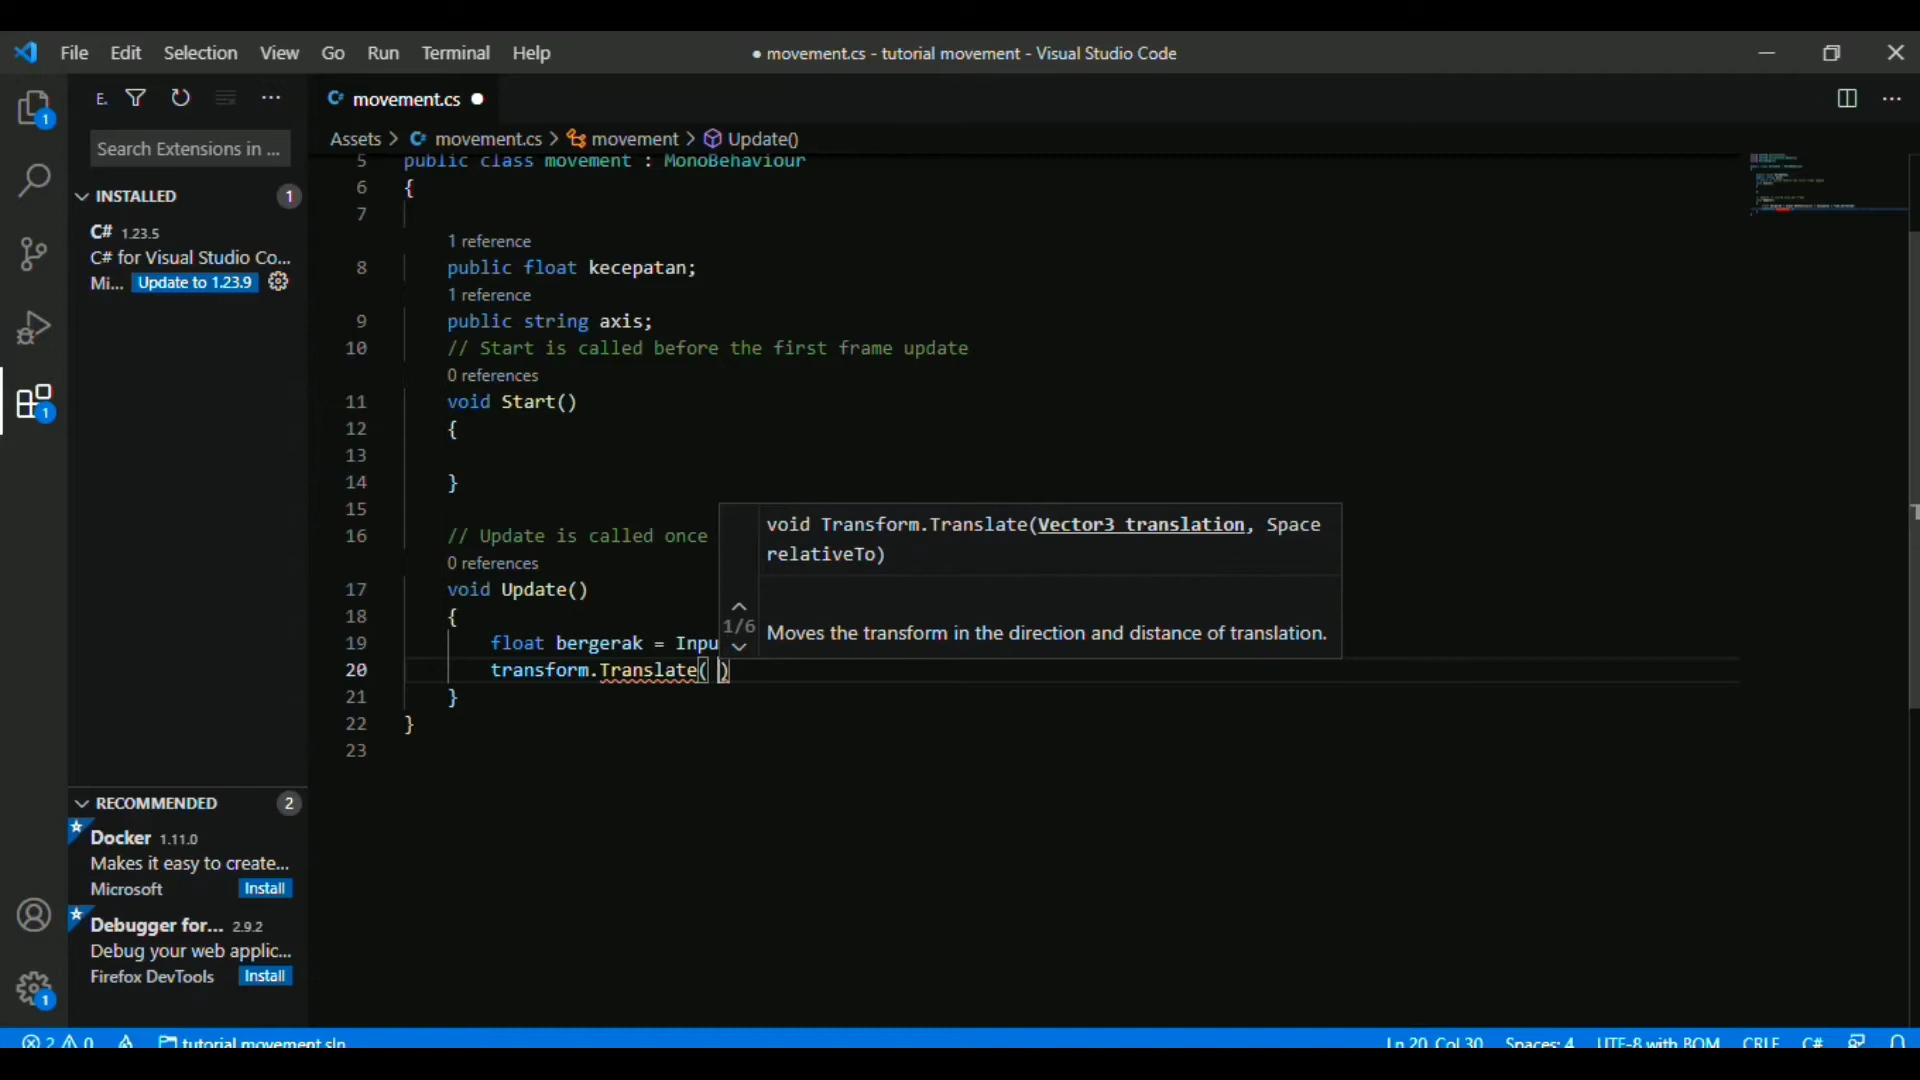 File Edit Selection View Go Run Terminal Help
● movement.cs - tutorial movement - Visual Studio Code
E.
movement.cs
Search Extensions in ...
Assets > movement.cs > movement > Update()
INSTALLED 1
C# 1.23.5
C# for Visual Studio Co...
Mi... Update to 1.23.9
5 public class movement : MonoBehaviour
6 {
7
1 reference
8 public float kecepatan;
1 reference
9 public string axis;
10 // Start is called before the first frame update
0 references
11 void Start()
12 {
13
14 }
15
16 // Update is called once
0 references
17 void Update()
18 {
19 float bergerak = Inpu
20 transform.Translate( )
21 }
22 }
23
void Transform.Translate(Vector3 translation, Space
relativeTo)
1/6
Moves the transform in the direction and distance of translation.
RECOMMENDED 2
Docker 1.11.0
Makes it easy to create...
Microsoft Install
Debugger for... 2.9.2
Debug your web applic...
Firefox DevTools Install
1
1
1
2 0 tutorial movement.sln
Ln 20, Col 30 Spaces: 4 UTF-8 with BOM CRLF C#